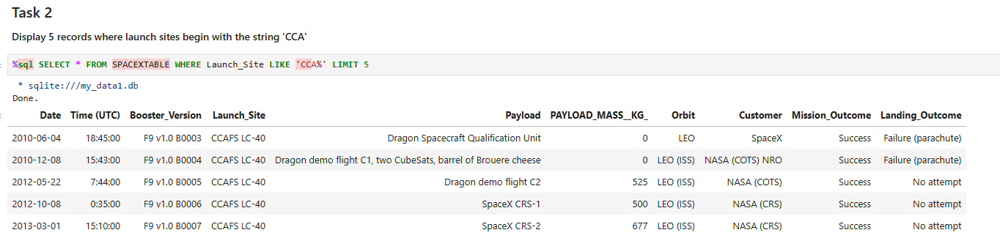 Task 2
Display 5 records where launch sites begin with the string 'CCA'
%sql SELECT * FROM SPACEXTABLE WHERE Launch_Site LIKE 'CCA%' LIMIT 5
* sqlite:///my_data1.db
Done.
Date Time (UTC) Booster_Version Launch_Site Payload PAYLOAD_MASS__KG_ Orbit Customer Mission_Outcome Landing_Outcome
2010-06-04 18:45:00 F9 v1.0 B0003 CCAFS LC-40 Dragon Spacecraft Qualification Unit 0 LEO SpaceX Success Failure (parachute)
2010-12-08 15:43:00 F9 v1.0 B0004 CCAFS LC-40 Dragon demo flight C1, two CubeSats, barrel of Brouere cheese 0 LEO (ISS) NASA (COTS) NRO Success Failure (parachute)
2012-05-22 7:44:00 F9 v1.0 B0005 CCAFS LC-40 Dragon demo flight C2 525 LEO (ISS) NASA (COTS) Success No attempt
2012-10-08 0:35:00 F9 v1.0 B0006 CCAFS LC-40 SpaceX CRS-1 500 LEO (ISS) NASA (CRS) Success No attempt
2013-03-01 15:10:00 F9 v1.0 B0007 CCAFS LC-40 SpaceX CRS-2 677 LEO (ISS) NASA (CRS) Success No attempt